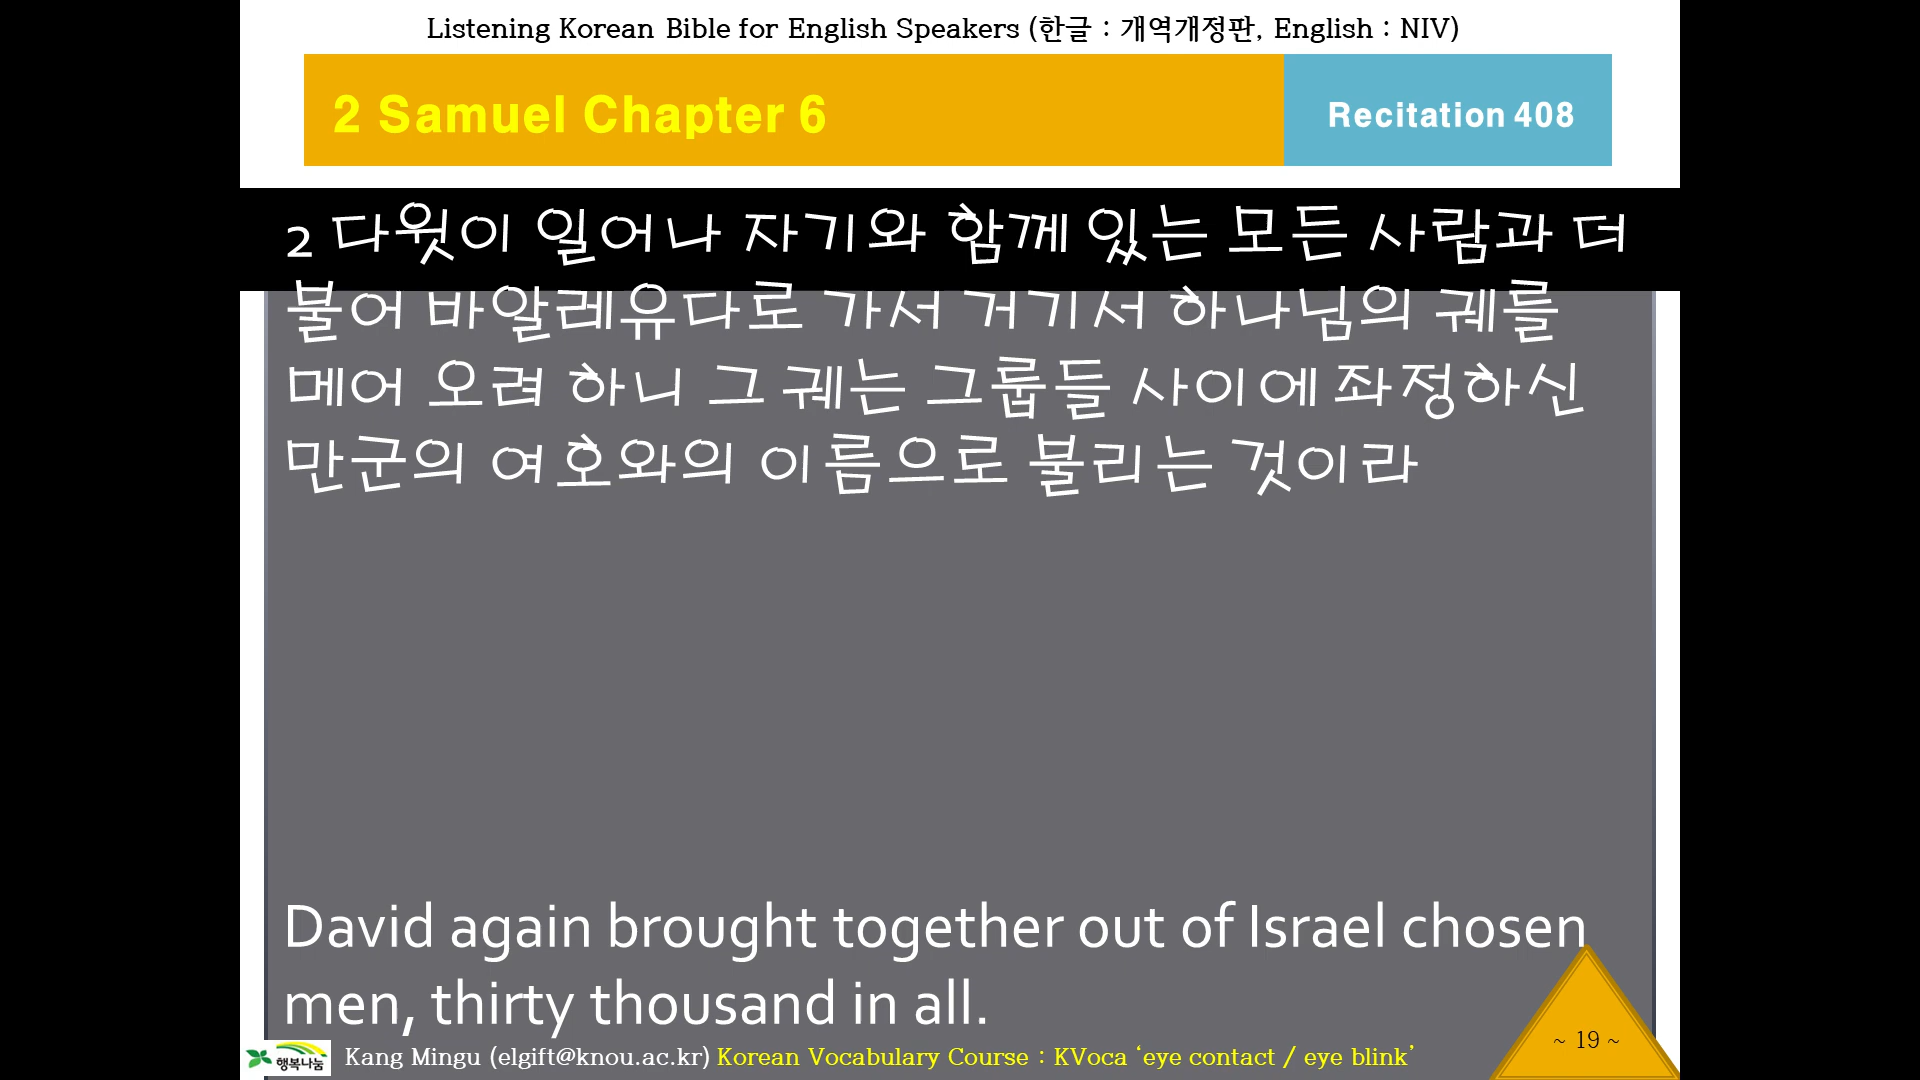 Listening Korean Bible for English Speakers (한글 : 개역개정판, English : NIV)
2 Samuel Chapter 6
Recitation 408
2 다윗이 일어나 자기와 함께 있는 모든 사람과 더
불어 바알레유다로 가서 거기서 하나님의 궤를
메어 오려 하니 그 궤는 그룹들 사이에 좌정하신
만군의 여호와의 이름으로 불리는 것이라
David again brought together out of Israel chosen
men, thirty thousand in all.
~ 19 ~
행복나눔
Kang Mingu (elgift@knou.ac.kr) Korean Vocabulary Course : KVoca ‘eye contact / eye blink’